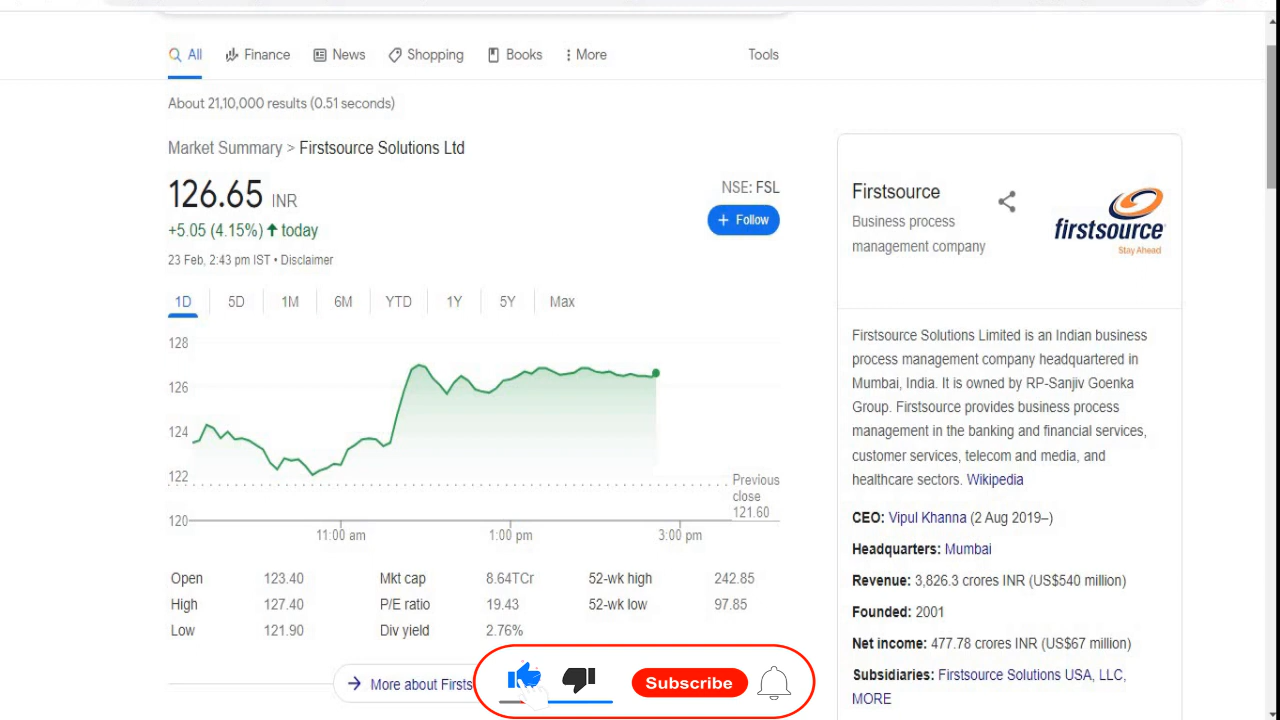 All Finance News Shopping Books More Tools
About 21,10,000 results (0.51 seconds)
Market Summary > Firstsource Solutions Ltd
126.65 INR
NSE: FSL
+5.05 (4.15%) today
+ Follow
23 Feb, 2:43 pm IST • Disclaimer
1D 5D 1M 6M YTD 1Y 5Y Max
128
126
124
122
120
Previous
close
121.60
11:00 am 1:00 pm 3:00 pm
Open 123.40 Mkt cap 8.64TCr 52-wk high 242.85
High 127.40 P/E ratio 19.43 52-wk low 97.85
Low 121.90 Div yield 2.76%
More about Firsts
Subscribe
Firstsource
Business process
management company
firstsource
Stay Ahead
Firstsource Solutions Limited is an Indian business
process management company headquartered in
Mumbai, India. It is owned by RP-Sanjiv Goenka
Group. Firstsource provides business process
management in the banking and financial services,
customer services, telecom and media, and
healthcare sectors. Wikipedia
CEO: Vipul Khanna (2 Aug 2019–)
Headquarters: Mumbai
Revenue: 3,826.3 crores INR (US$540 million)
Founded: 2001
Net income: 477.78 crores INR (US$67 million)
Subsidiaries: Firstsource Solutions USA, LLC,
MORE